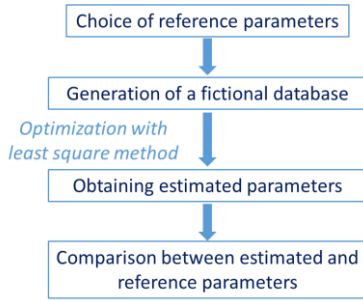 Choice of reference parameters
Generation of a fictional database
Optimization with
least square method
Obtaining estimated parameters
Comparison between estimated and
reference parameters